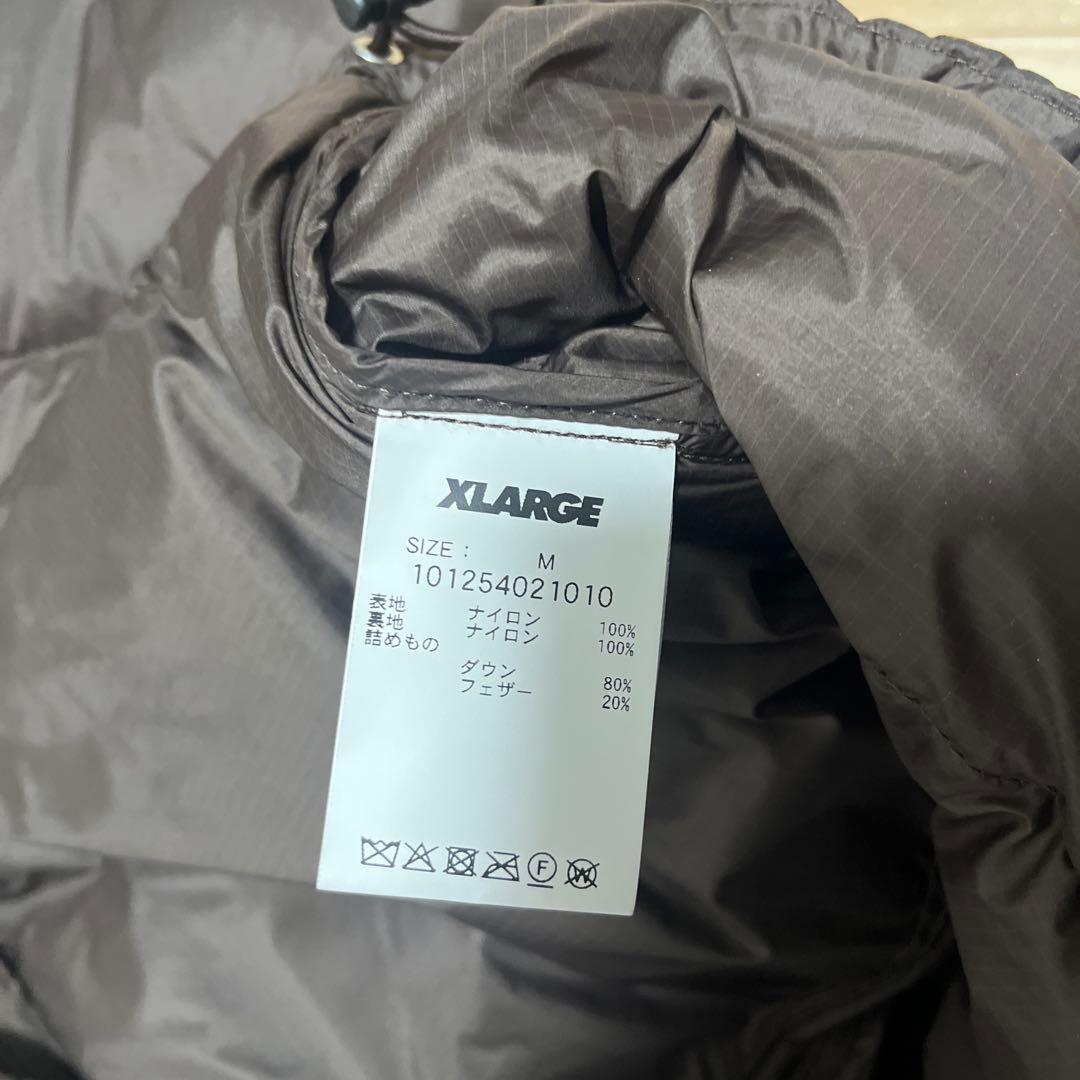 XLARGE
SIZE : M
101254021010
表地 ナイロン 100%
裏地 ナイロン 100%
詰めもの
ダウン 80%
フェザー 20%
F W